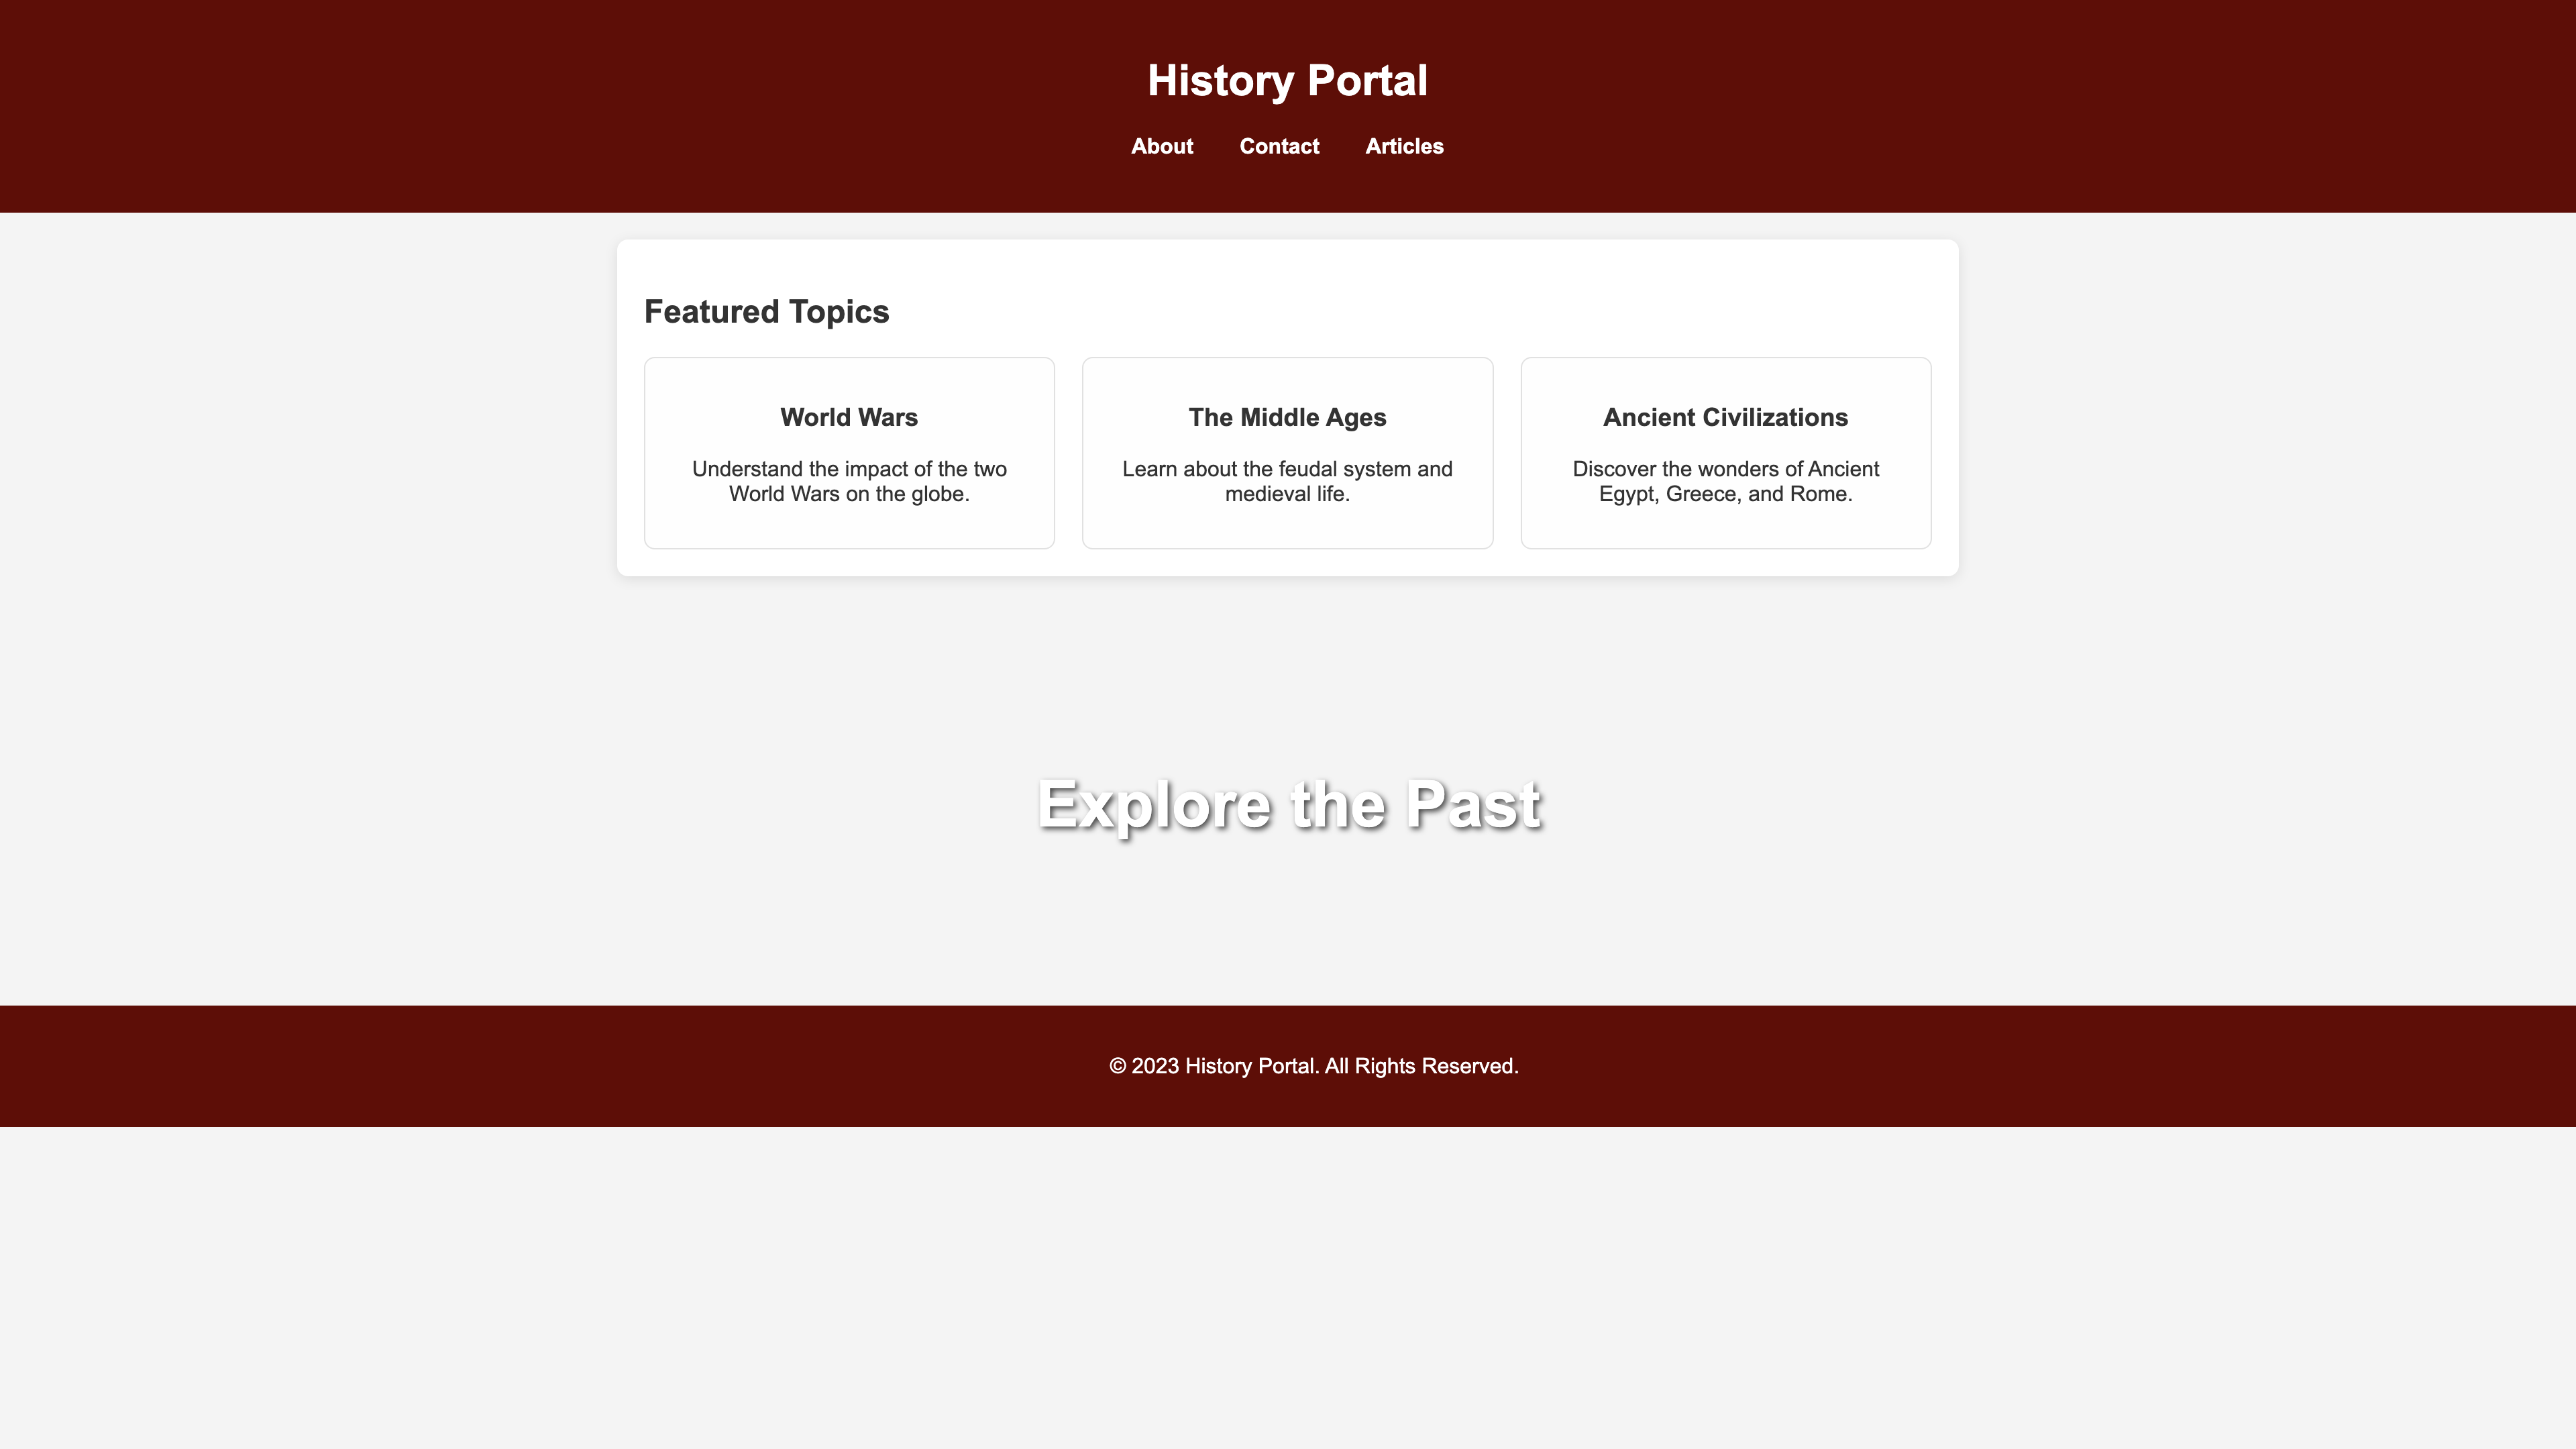 History Portal
About Contact Articles
Featured Topics
World Wars
Understand the impact of the two
World Wars on the globe.
The Middle Ages
Learn about the feudal system and
medieval life.
Ancient Civilizations
Discover the wonders of Ancient
Egypt, Greece, and Rome.
Explore the Past
© 2023 History Portal. All Rights Reserved.